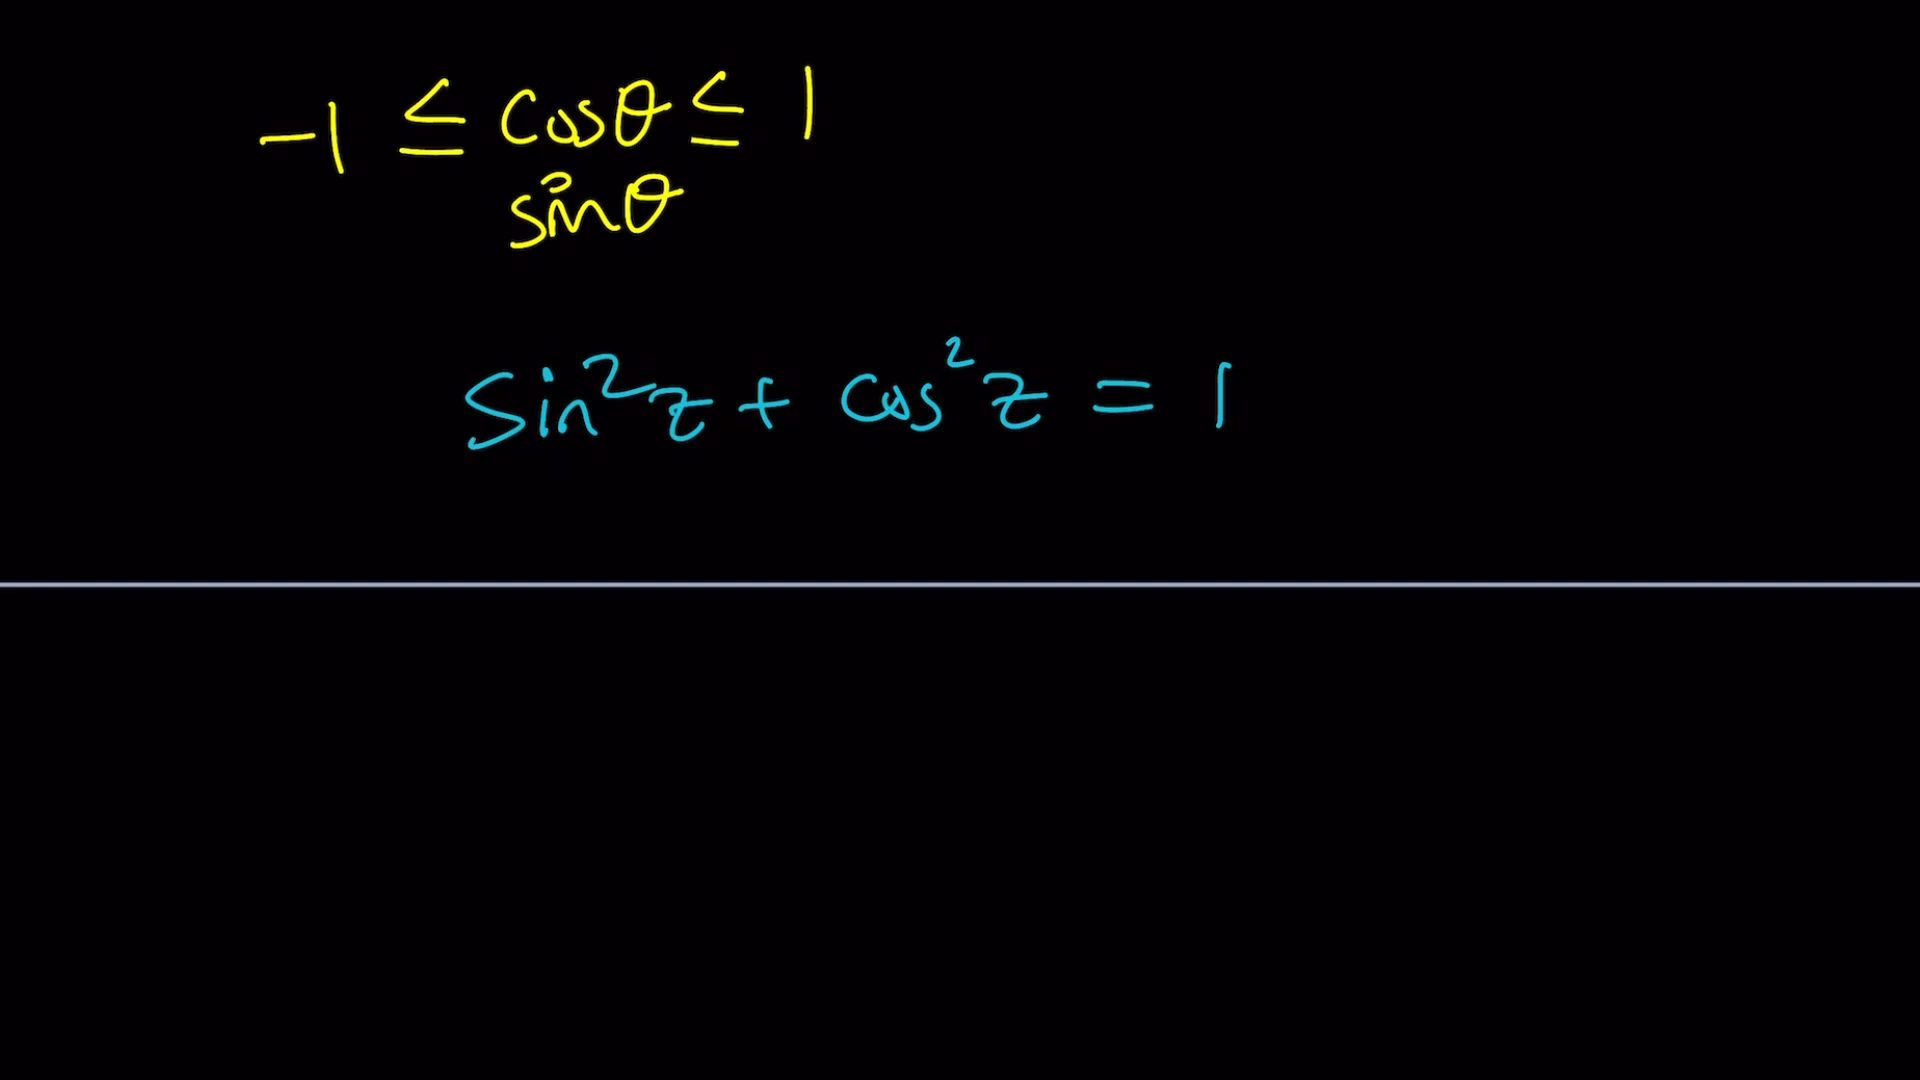 -1 ≤ cosθ ≤ 1
sinθ
Sin²z + cos²z = 1